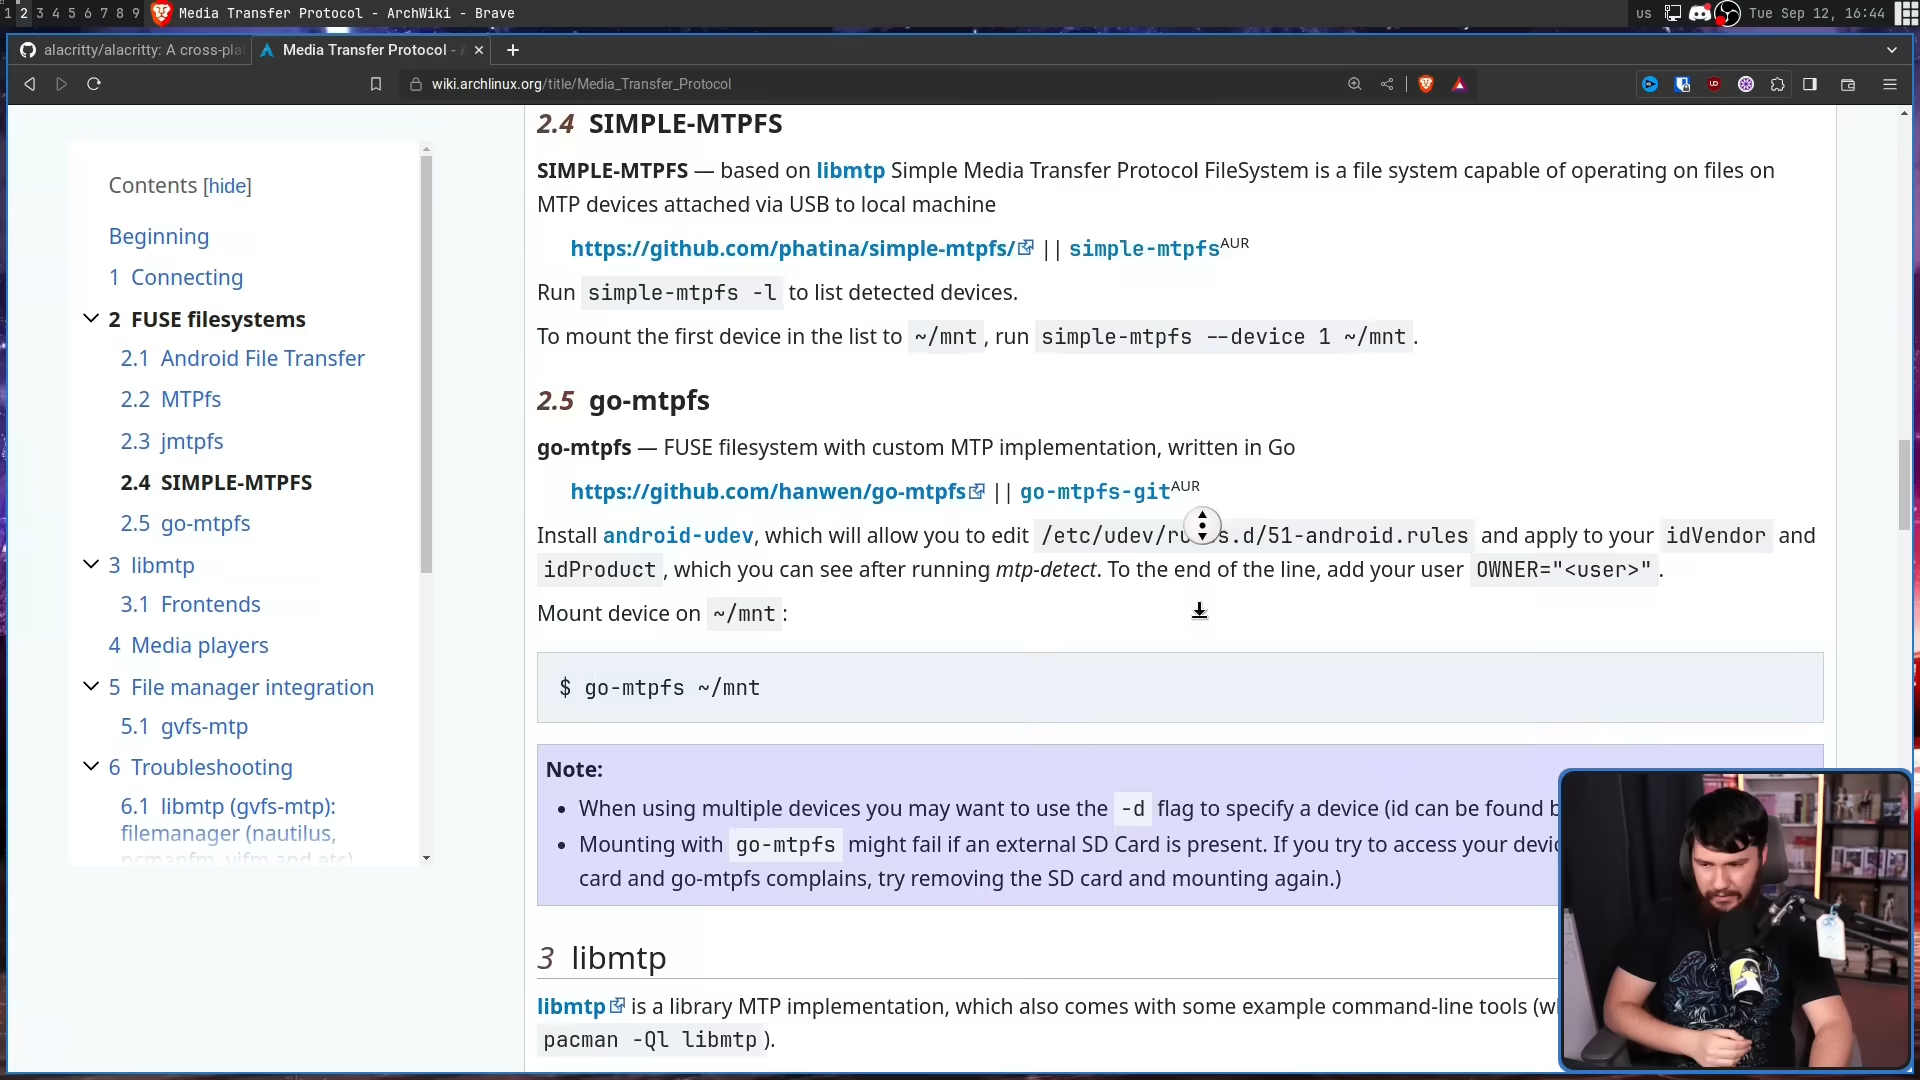 1 2 3 4 5 6 7 8 9 Media Transfer Protocol - ArchWiki - Brave
us Tue Sep 12, 16:44
alacritty/alacritty: A cross-pla
Media Transfer Protocol -
wiki.archlinux.org/title/Media_Transfer_Protocol
Contents [hide]
Beginning
1 Connecting
2 FUSE filesystems
2.1 Android File Transfer
2.2 MTPfs
2.3 jmtpfs
2.4 SIMPLE-MTPFS
2.5 go-mtpfs
3 libmtp
3.1 Frontends
4 Media players
5 File manager integration
5.1 gvfs-mtp
6 Troubleshooting
6.1 libmtp (gvfs-mtp):
filemanager (nautilus,
pcmanfm, vifm and etc)
2.4 SIMPLE-MTPFS
SIMPLE-MTPFS — based on libmtp Simple Media Transfer Protocol FileSystem is a file system capable of operating on files on
MTP devices attached via USB to local machine
https://github.com/phatina/simple-mtpfs/ || simple-mtpfsAUR
Run simple-mtpfs -l to list detected devices.
To mount the first device in the list to ~/mnt , run simple-mtpfs --device 1 ~/mnt .
2.5 go-mtpfs
go-mtpfs — FUSE filesystem with custom MTP implementation, written in Go
https://github.com/hanwen/go-mtpfs || go-mtpfs-gitAUR
Install android-udev, which will allow you to edit /etc/udev/rules.d/51-android.rules and apply to your idVendor and
idProduct , which you can see after running mtp-detect. To the end of the line, add your user OWNER="<user>" .
Mount device on ~/mnt :
$ go-mtpfs ~/mnt
Note:
• When using multiple devices you may want to use the -d flag to specify a device (id can be found b
• Mounting with go-mtpfs might fail if an external SD Card is present. If you try to access your devic
card and go-mtpfs complains, try removing the SD card and mounting again.)
3 libmtp
libmtp is a library MTP implementation, which also comes with some example command-line tools (wh
pacman -Ql libmtp ).